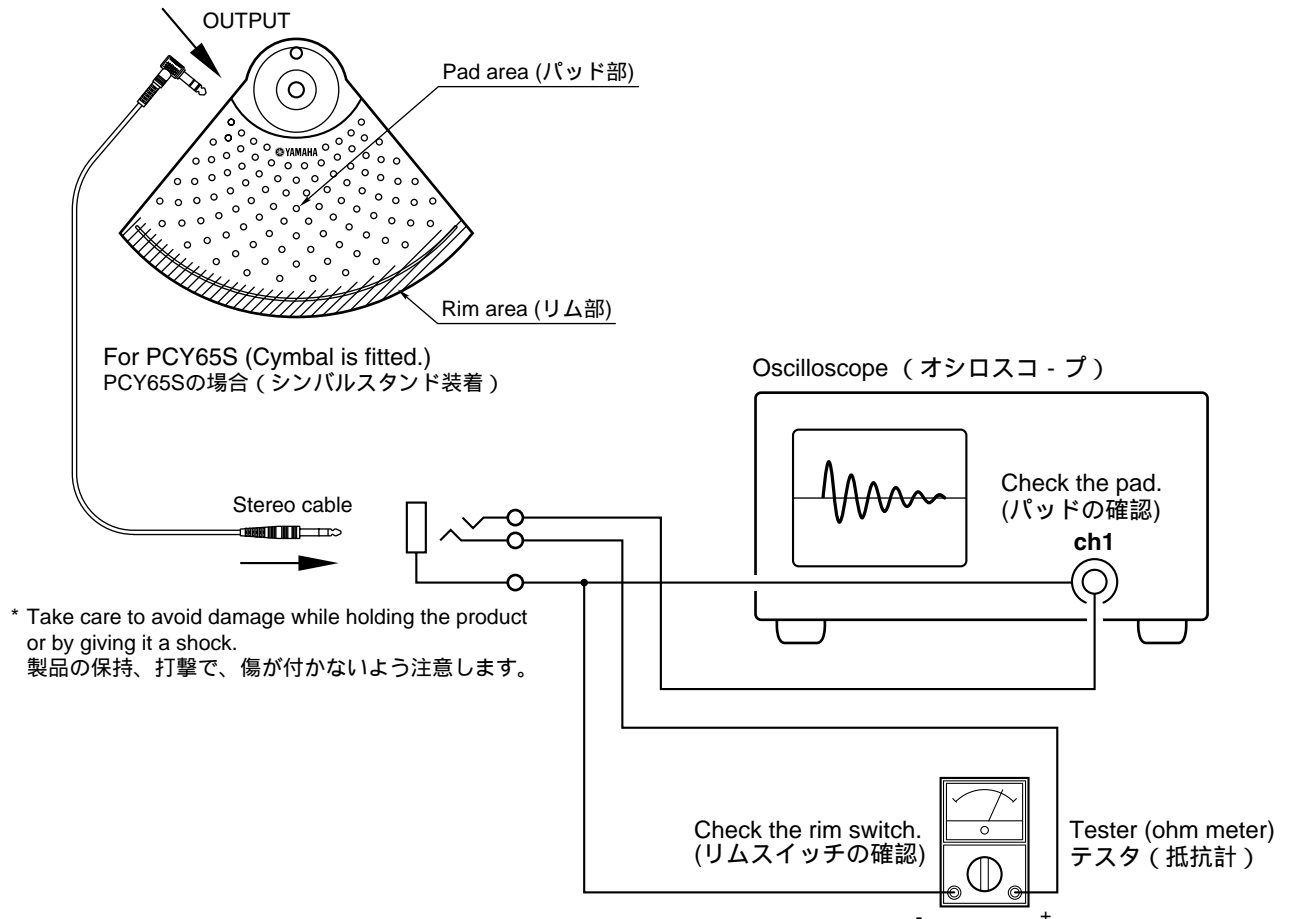 OUTPUT
Pad area (パッド部)
YAMAHA
Rim area (リム部)
For PCY65S (Cymbal is fitted.)
PCY65Sの場合（シンバルスタンド装着）
Oscilloscope （オシロスコ - プ）
Check the pad.
(パッドの確認)
ch1
Stereo cable
* Take care to avoid damage while holding the product
or by giving it a shock.
製品の保持、打撃で、傷が付かないよう注意します。
Check the rim switch.
(リムスイッチの確認)
Tester (ohm meter)
テスタ（抵抗計）
- +